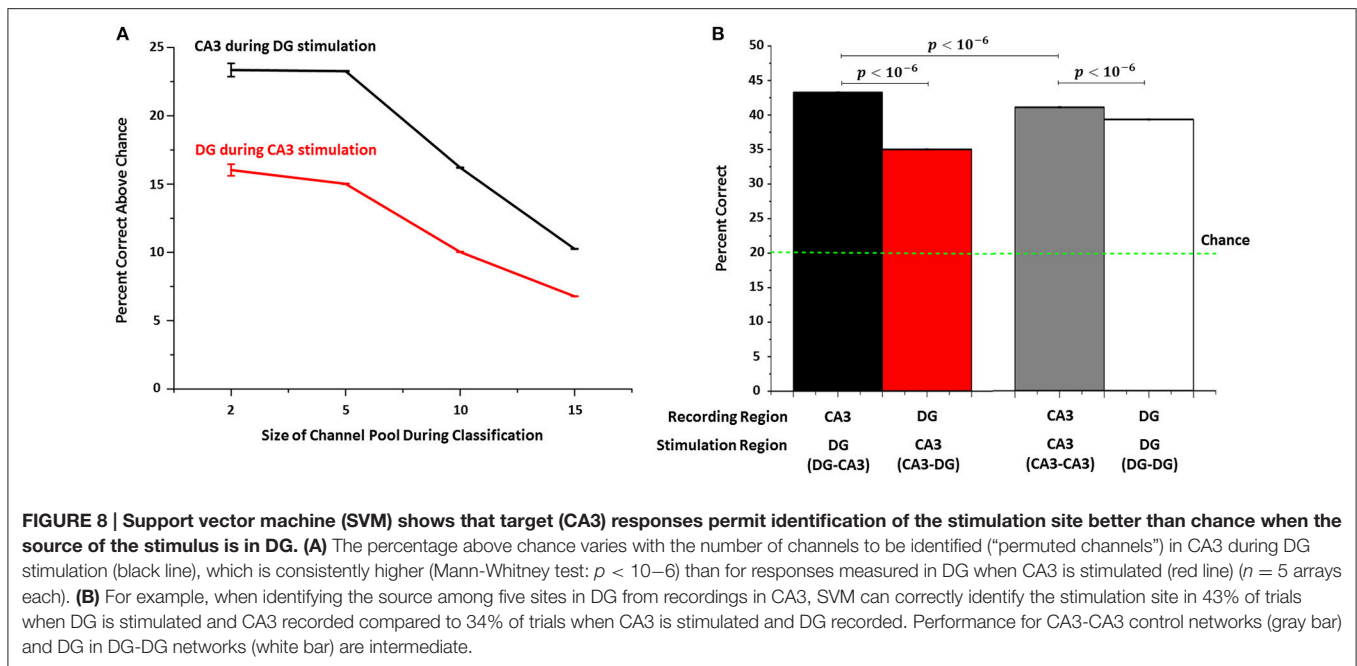 A
25
20
15
10
5
0
Percent Correct Above Chance
CA3 during DG stimulation
DG during CA3 stimulation
2 5 10 15
Size of Channel Pool During Classification
B
50
45
40
35
30
25
20
15
10
5
0
Percent Correct
p < 10⁻⁶
p < 10⁻⁶ p < 10⁻⁶
Chance
Recording Region CA3 DG CA3 DG
Stimulation Region DG CA3 CA3 DG
(DG-CA3) (CA3-DG) (CA3-CA3) (DG-DG)
FIGURE 8 | Support vector machine (SVM) shows that target (CA3) responses permit identification of the stimulation site better than chance when the
source of the stimulus is in DG. (A) The percentage above chance varies with the number of channels to be identified (“permuted channels”) in CA3 during DG
stimulation (black line), which is consistently higher (Mann-Whitney test: p < 10−6) than for responses measured in DG when CA3 is stimulated (red line) (n = 5 arrays
each). (B) For example, when identifying the source among five sites in DG from recordings in CA3, SVM can correctly identify the stimulation site in 43% of trials
when DG is stimulated and CA3 recorded compared to 34% of trials when CA3 is stimulated and DG recorded. Performance for CA3-CA3 control networks (gray bar)
and DG in DG-DG networks (white bar) are intermediate.